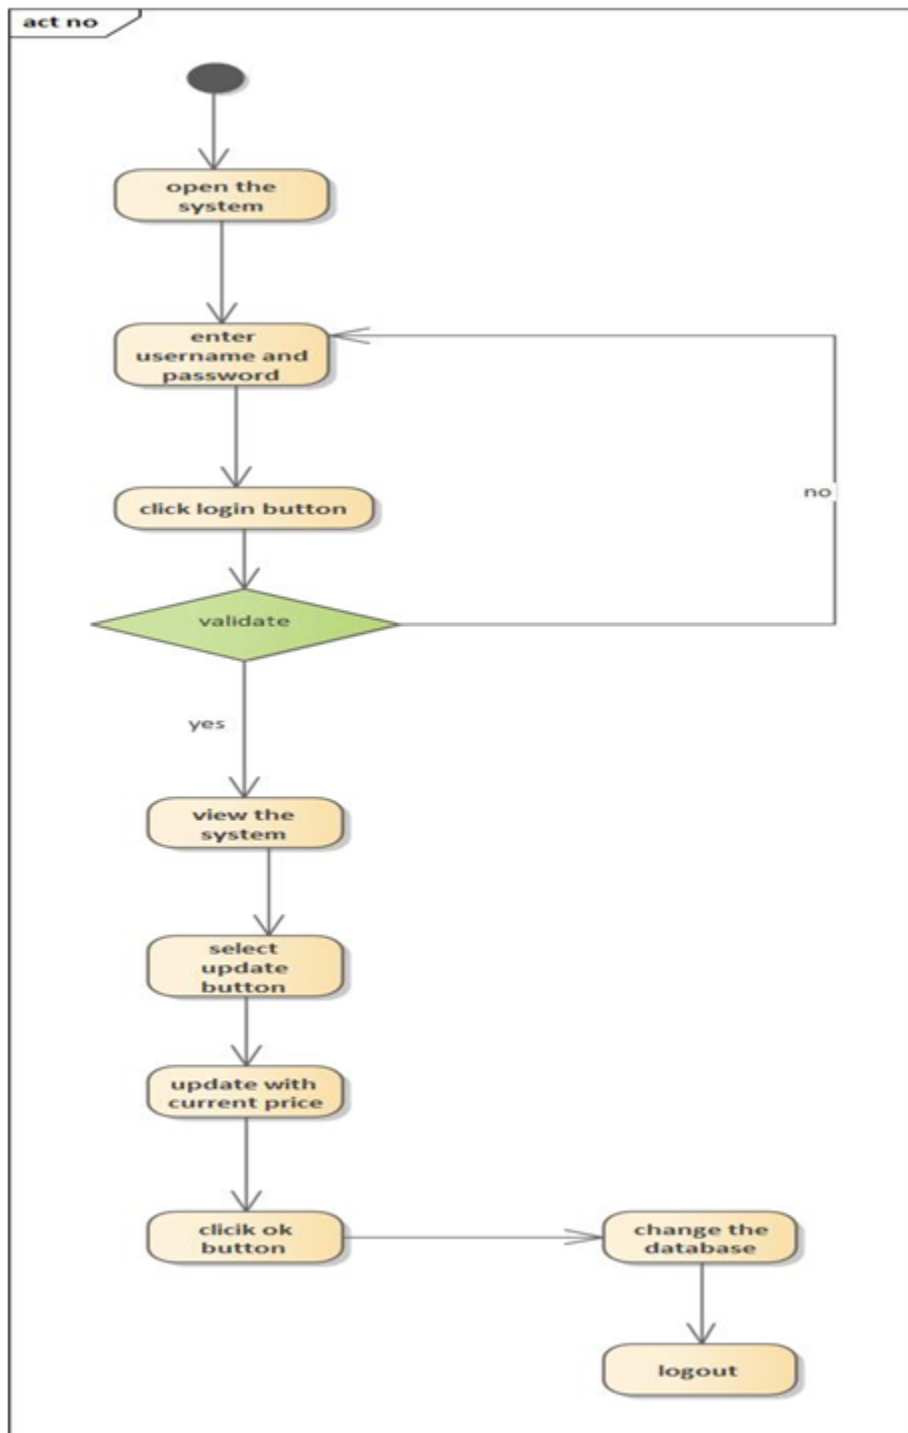 act no
open the
system
enter
username and
password
click login button
no
validate
yes
view the
system
select
update
button
update with
current price
clicik ok
button
change the
database
logout